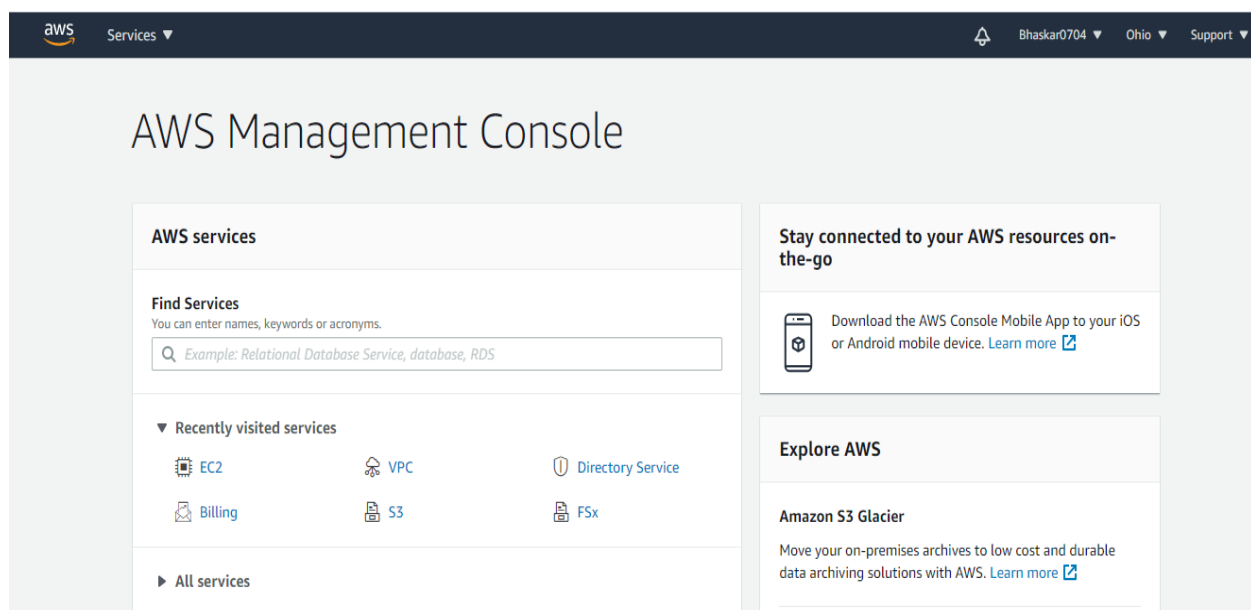 aws Services ▼ Bhaskar0704 ▼ Ohio ▼ Support ▼
AWS Management Console
AWS services
Find Services
You can enter names, keywords or acronyms.
Example: Relational Database Service, database, RDS
▼ Recently visited services
EC2 VPC Directory Service
Billing S3 FSx
▶ All services
Stay connected to your AWS resources on-
the-go
Download the AWS Console Mobile App to your iOS
or Android mobile device. Learn more
Explore AWS
Amazon S3 Glacier
Move your on-premises archives to low cost and durable
data archiving solutions with AWS. Learn more